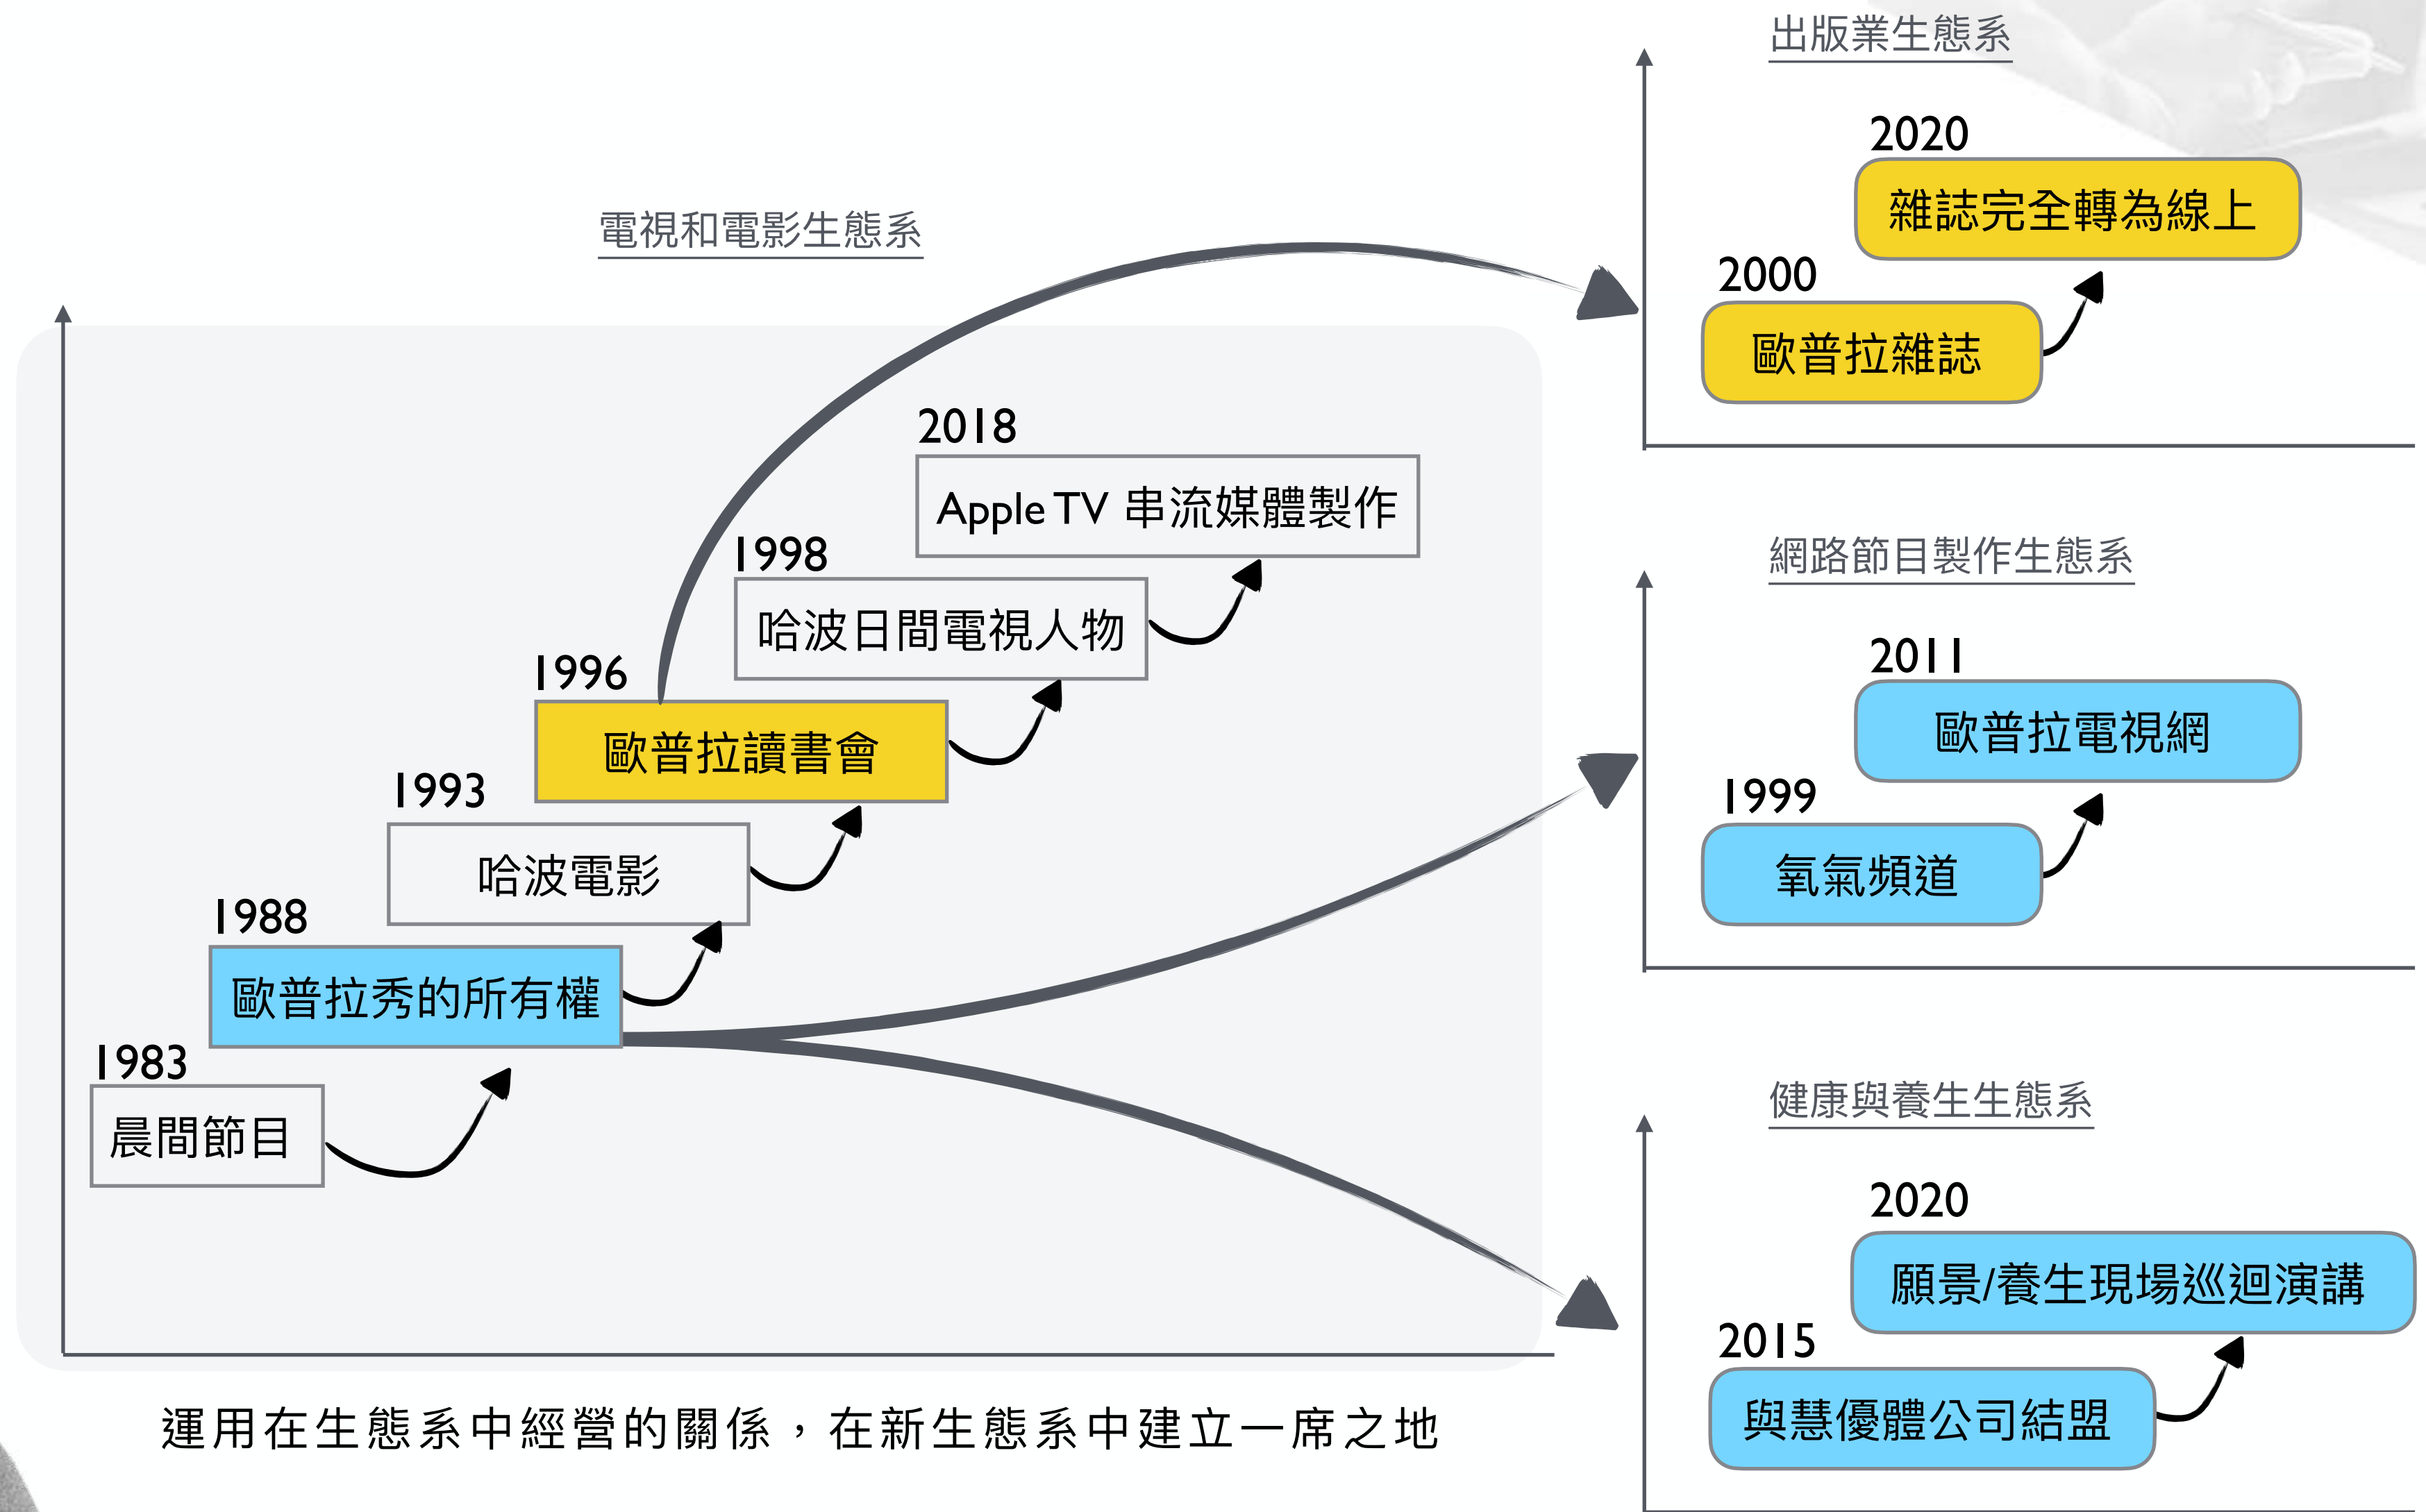 電視和電影生態系
2018
Apple TV 串流媒體製作
1998
哈波日間電視人物
1996
歐普拉讀書會
1993
哈波電影
1988
歐普拉秀的所有權
1983
晨間節目
運用在生態系中經營的關係，在新生態系中建立一席之地
出版業生態系
2020
雜誌完全轉為線上
2000
歐普拉雜誌
網路節目製作生態系
2011
歐普拉電視網
1999
氧氣頻道
健康與養生生態系
2020
願景/養生現場巡迴演講
2015
與慧優體公司結盟